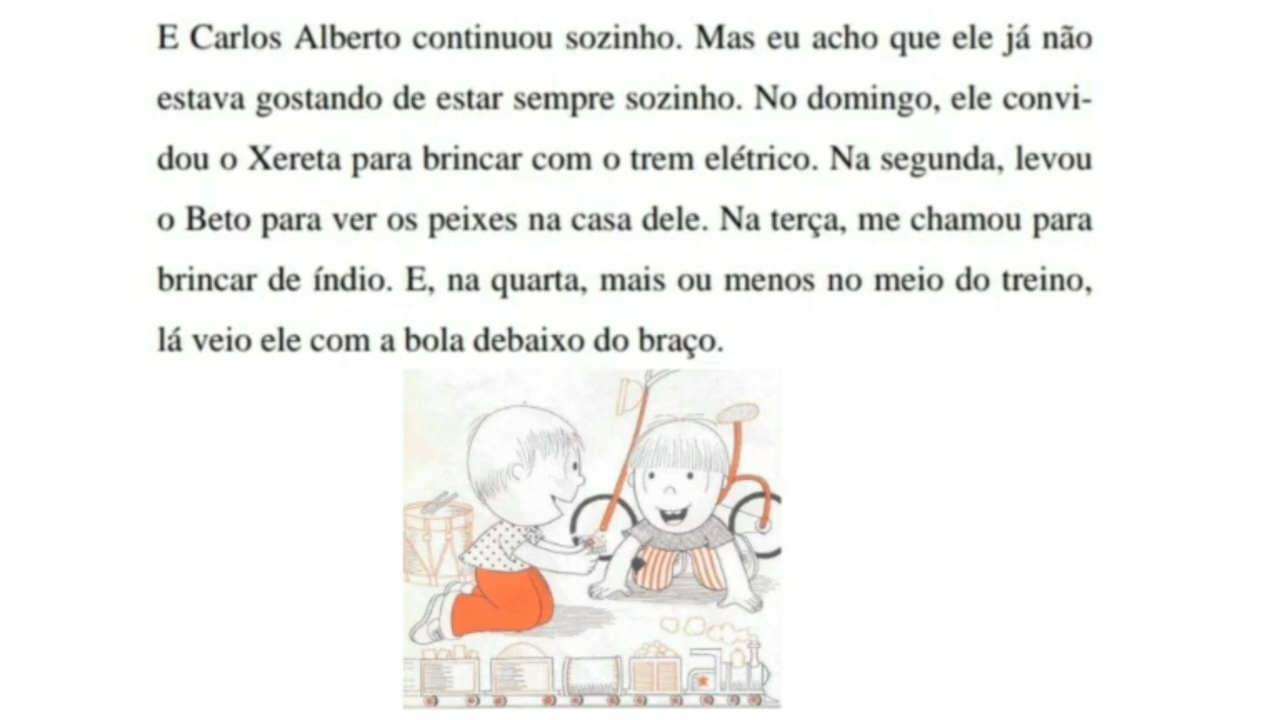 E Carlos Alberto continuou sozinho. Mas eu acho que ele já não
estava gostando de estar sempre sozinho. No domingo, ele convi-
dou o Xereta para brincar com o trem elétrico. Na segunda, levou
o Beto para ver os peixes na casa dele. Na terça, me chamou para
brincar de índio. E, na quarta, mais ou menos no meio do treino,
lá veio ele com a bola debaixo do braço.